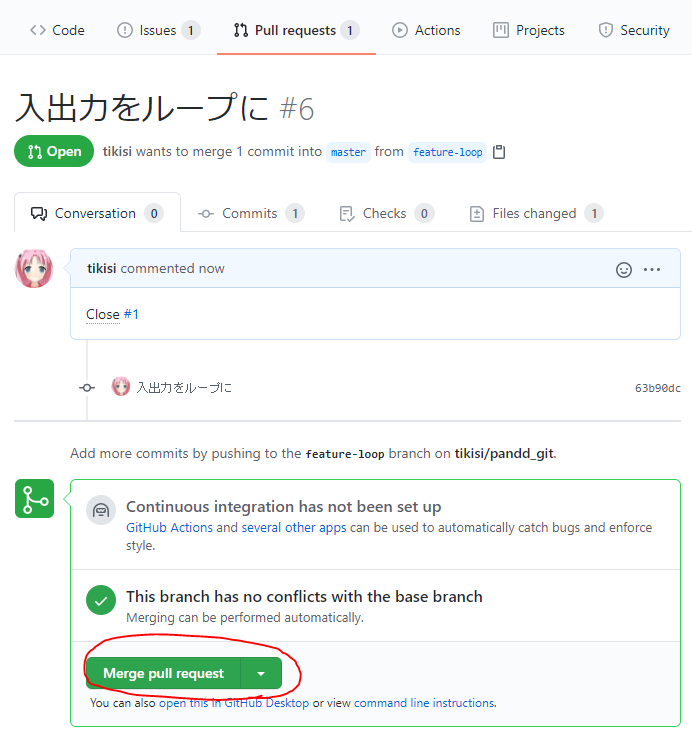 Code Issues 1 Pull requests 1 Actions Projects Security
入出力をループに #6
Open tikisi wants to merge 1 commit into master from feature-loop
Conversation 0 Commits 1 Checks 0 Files changed 1
tikisi commented now
Close #1
入出力をループに 63b90dc
Add more commits by pushing to the feature-loop branch on tikisi/pandd_git.
Continuous integration has not been set up
GitHub Actions and several other apps can be used to automatically catch bugs and enforce
style.
This branch has no conflicts with the base branch
Merging can be performed automatically.
Merge pull request
You can also open this in GitHub Desktop or view command line instructions.